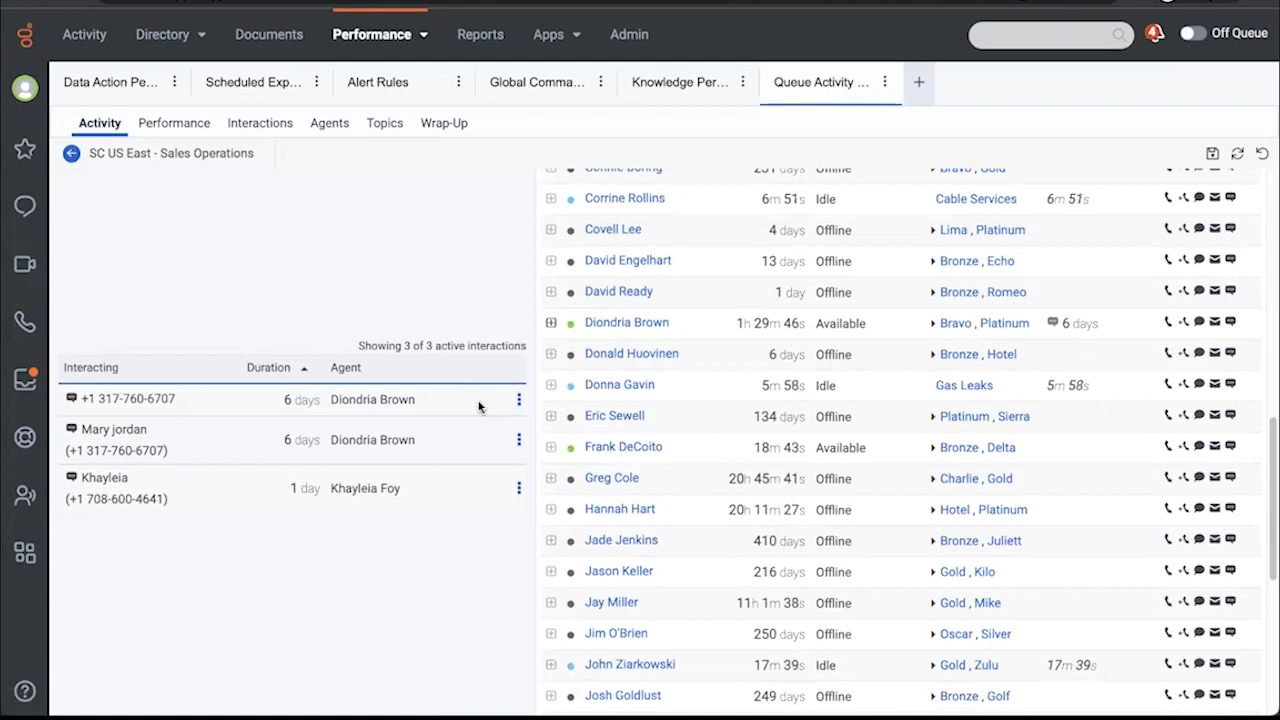 Activity Directory Documents Performance Reports Apps Admin 4 Off Queue
Data Action Pe... Scheduled Exp... Alert Rules Global Comma... Knowledge Per... Queue Activity ... +
Activity Performance Interactions Agents Topics Wrap-Up
SC US East - Sales Operations
Showing 3 of 3 active interactions
Interacting Duration Agent
+1 317-760-6707 6 days Diondria Brown
Mary jordan
(+1 317-760-6707) 6 days Diondria Brown
Khayleia
(+1 708-600-4641) 1 day Khayleia Foy
Connie Boring 231 days Offline Bravo , Gold
Corrine Rollins 6m 51s Idle Cable Services 6m 51s
Covell Lee 4 days Offline Lima , Platinum
David Engelhart 13 days Offline Bronze , Echo
David Ready 1 day Offline Bronze , Romeo
Diondria Brown 1h 29m 46s Available Bravo , Platinum 6 days
Donald Huovinen 6 days Offline Bronze , Hotel
Donna Gavin 5m 58s Idle Gas Leaks 5m 58s
Eric Sewell 134 days Offline Platinum , Sierra
Frank DeCoito 18m 43s Available Bronze , Delta
Greg Cole 20h 45m 41s Offline Charlie , Gold
Hannah Hart 20h 11m 27s Offline Hotel , Platinum
Jade Jenkins 410 days Offline Bronze , Juliett
Jason Keller 216 days Offline Gold , Kilo
Jay Miller 11h 1m 38s Offline Gold , Mike
Jim O'Brien 250 days Offline Oscar , Silver
John Ziarkowski 17m 39s Idle Gold , Zulu 17m 39s
Josh Goldlust 249 days Offline Bronze , Golf